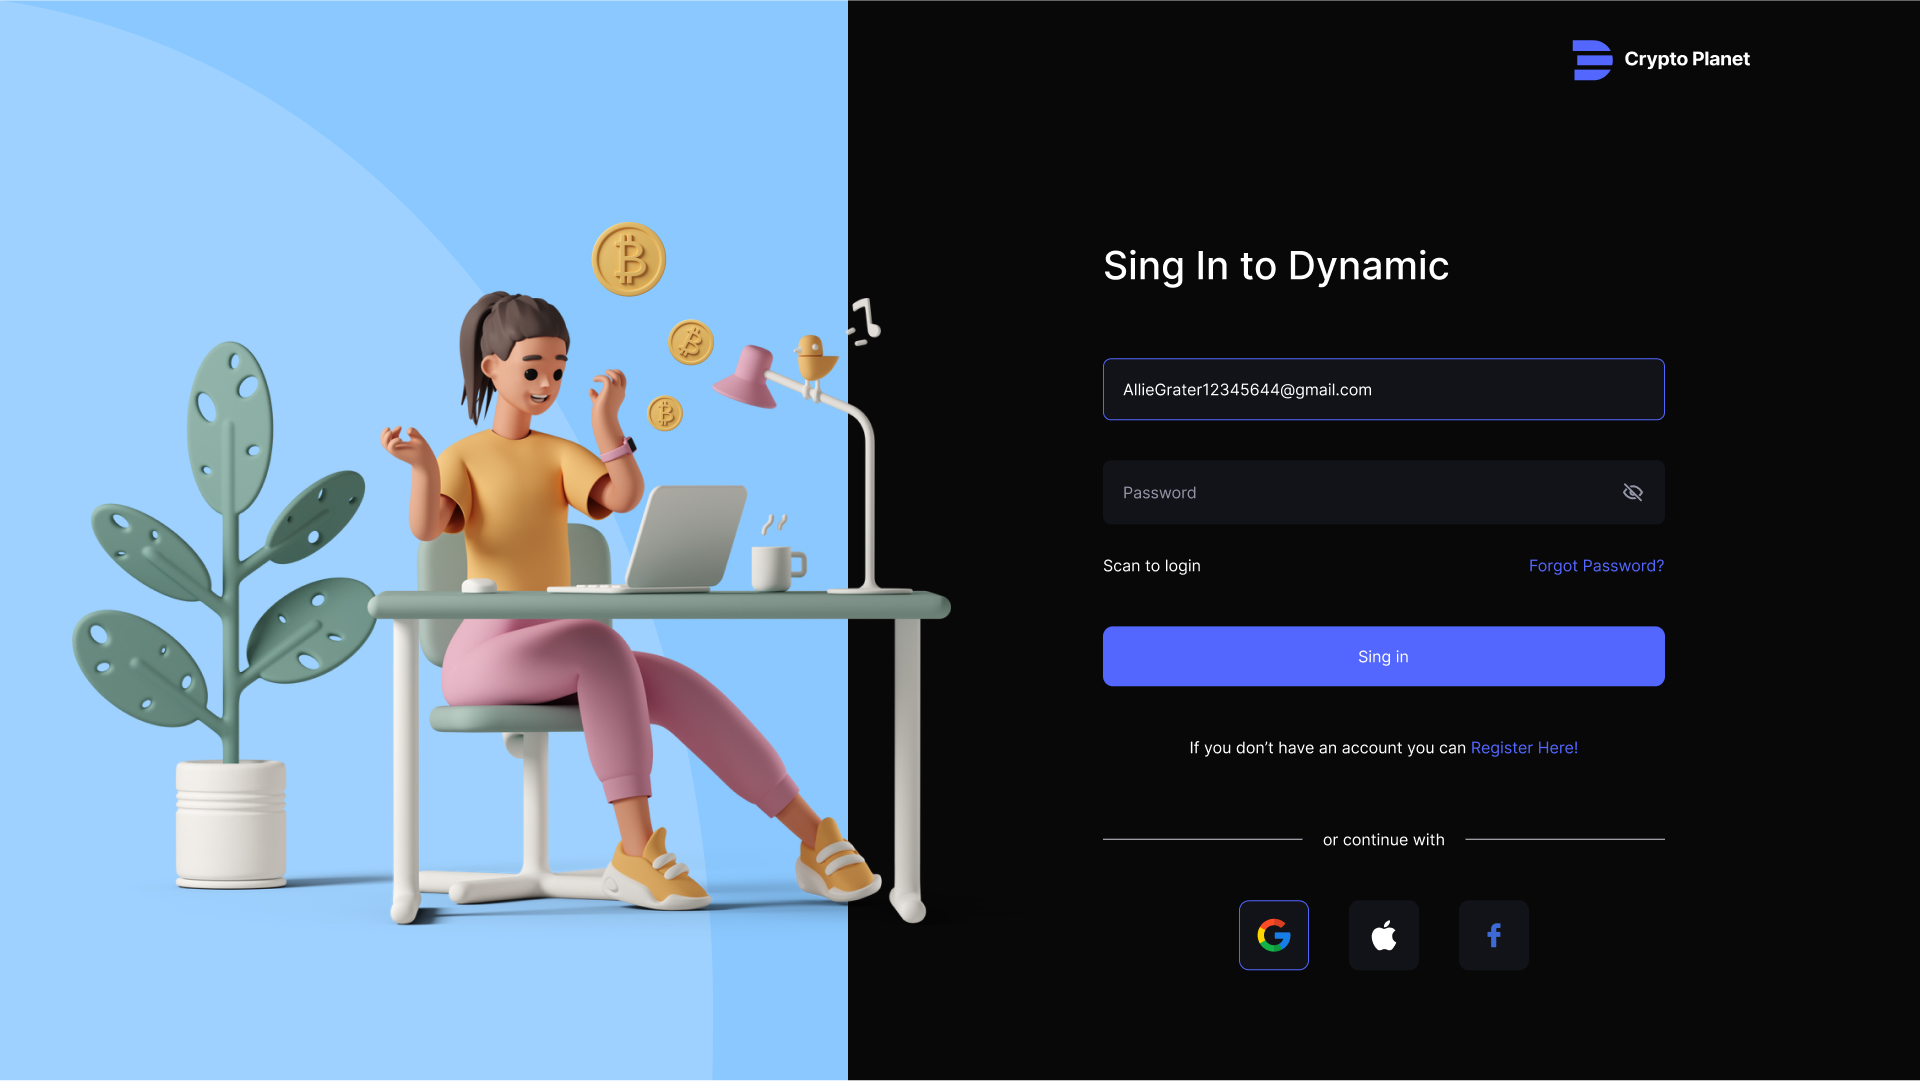 Crypto Planet
Sing In to Dynamic
AllieGrater12345644@gmail.com
Password
Scan to login
Forgot Password?
Sing in
If you don’t have an account you can Register Here!
or continue with